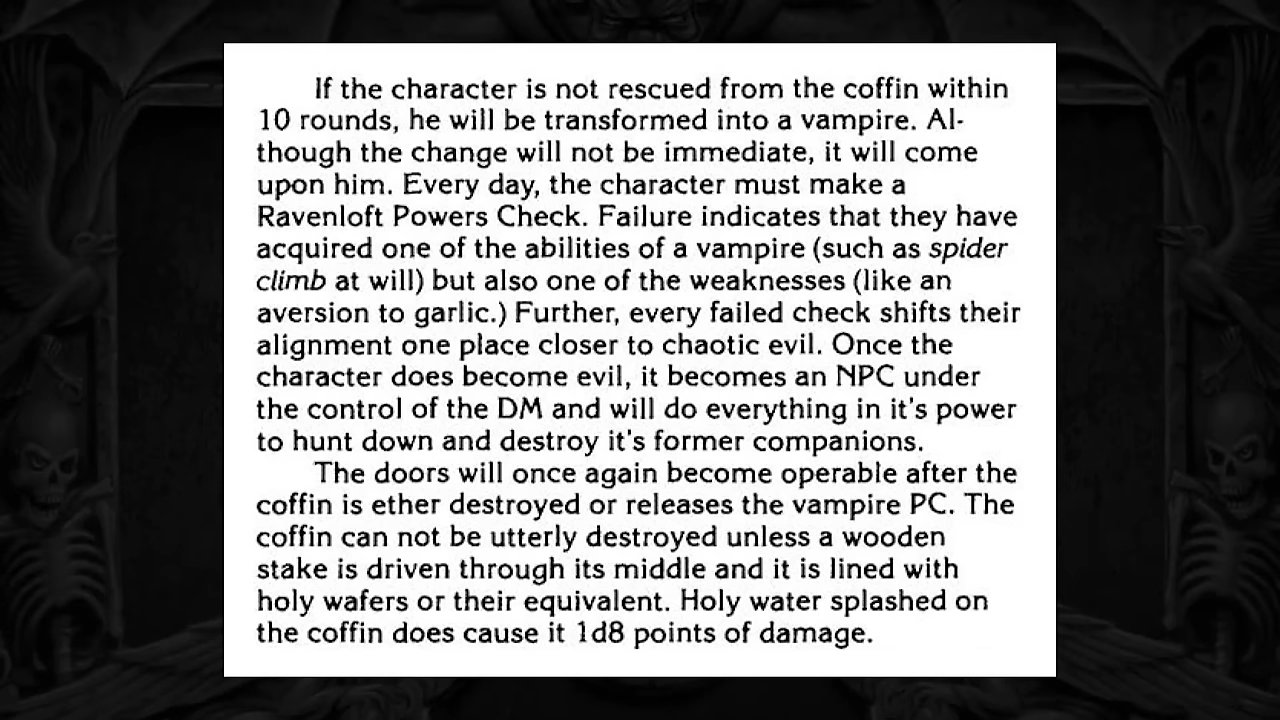 If the character is not rescued from the coffin within
10 rounds, he will be transformed into a vampire. Al-
though the change will not be immediate, it will come
upon him. Every day, the character must make a
Ravenloft Powers Check. Failure indicates that they have
acquired one of the abilities of a vampire (such as spider
climb at will) but also one of the weaknesses (like an
aversion to garlic.) Further, every failed check shifts their
alignment one place closer to chaotic evil. Once the
character does become evil, it becomes an NPC under
the control of the DM and will do everything in it's power
to hunt down and destroy it's former companions.
The doors will once again become operable after the
coffin is ether destroyed or releases the vampire PC. The
coffin can not be utterly destroyed unless a wooden
stake is driven through its middle and it is lined with
holy wafers or their equivalent. Holy water splashed on
the coffin does cause it 1d8 points of damage.